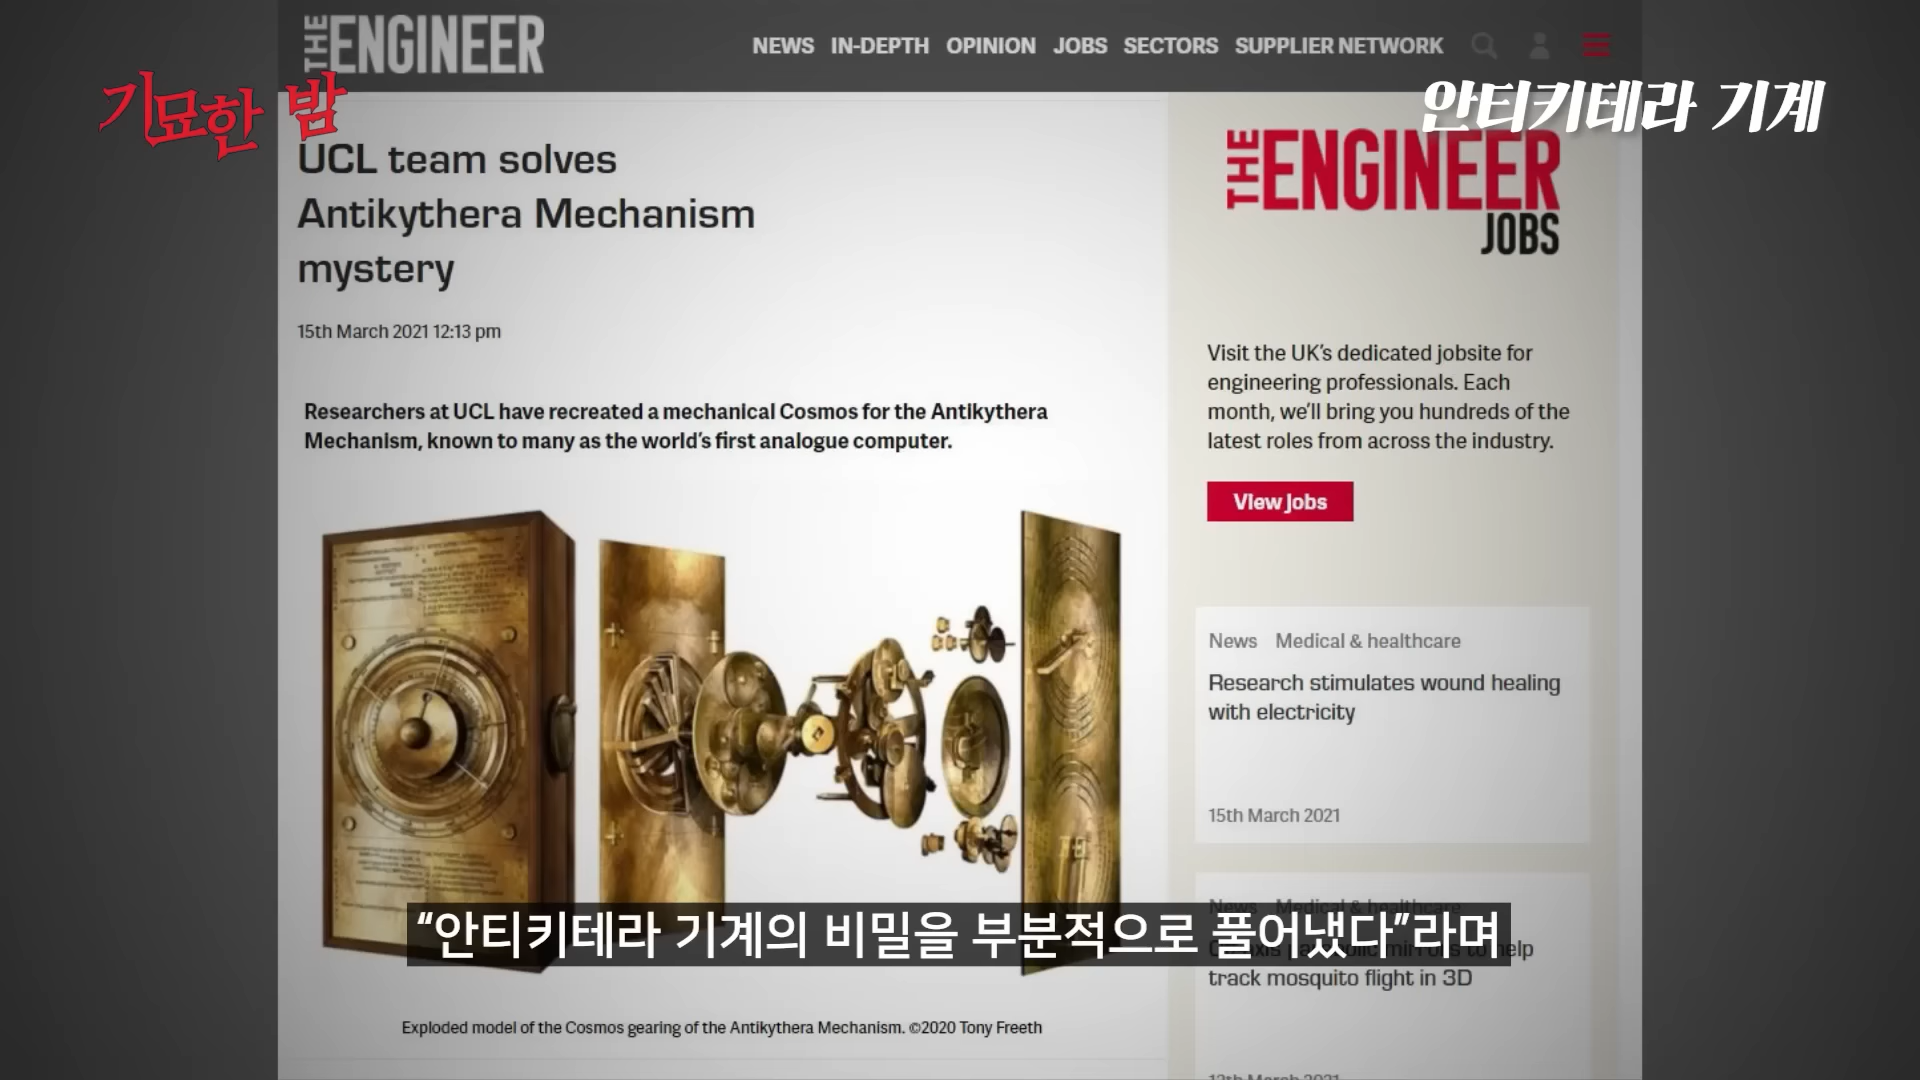 THE ENGINEER
NEWS IN-DEPTH OPINION JOBS SECTORS SUPPLIER NETWORK
기묘한 밤
안티키테라 기계
UCL team solves
Antikythera Mechanism
mystery
15th March 2021 12:13 pm
Researchers at UCL have recreated a mechanical Cosmos for the Antikythera
Mechanism, known to many as the world's first analogue computer.
THE ENGINEER
JOBS
Visit the UK's dedicated jobsite for
engineering professionals. Each
month, we'll bring you hundreds of the
latest roles from across the industry.
View Jobs
News Medical & healthcare
Research stimulates wound healing
with electricity
15th March 2021
News Medical & healthcare
mirrors to help
track mosquito flight in 3D
“안티키테라 기계의 비밀을 부분적으로 풀어냈다”라며
Exploded model of the Cosmos gearing of the Antikythera Mechanism. ©2020 Tony Freeth